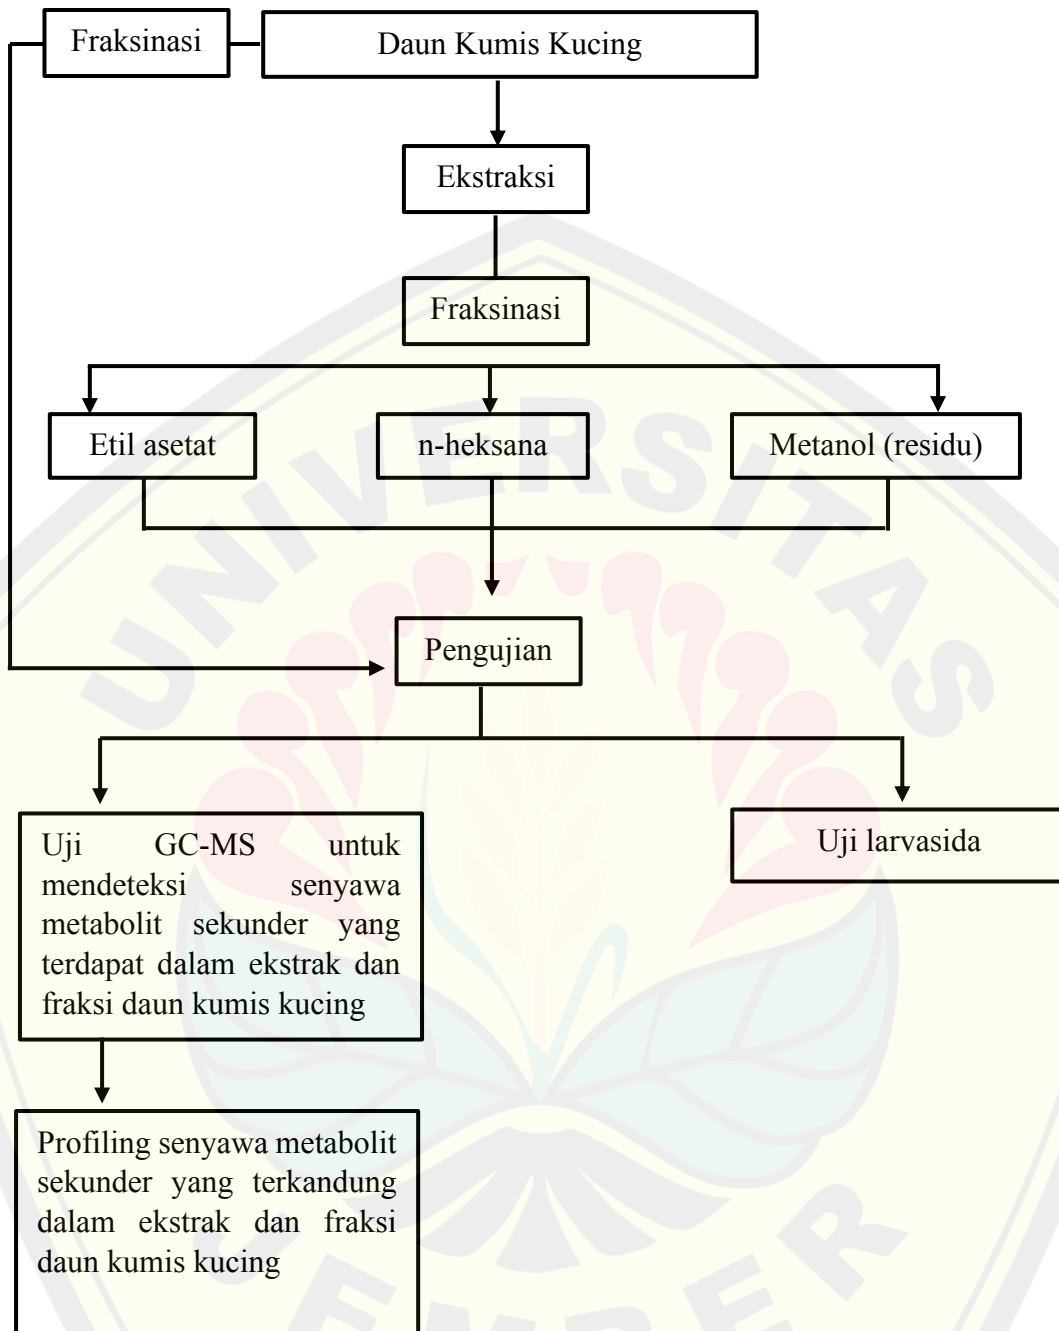 Fraksinasi
Daun Kumis Kucing
Ekstraksi
Fraksinasi
Etil asetat
n-heksana
Metanol (residu)
Pengujian
Uji GC-MS untuk
mendeteksi senyawa
metabolit sekunder yang
terdapat dalam ekstrak dan
fraksi daun kumis kucing
Uji larvasida
Profiling senyawa metabolit
sekunder yang terkandung
dalam ekstrak dan fraksi
daun kumis kucing
UNIVERSITAS
JEMBER